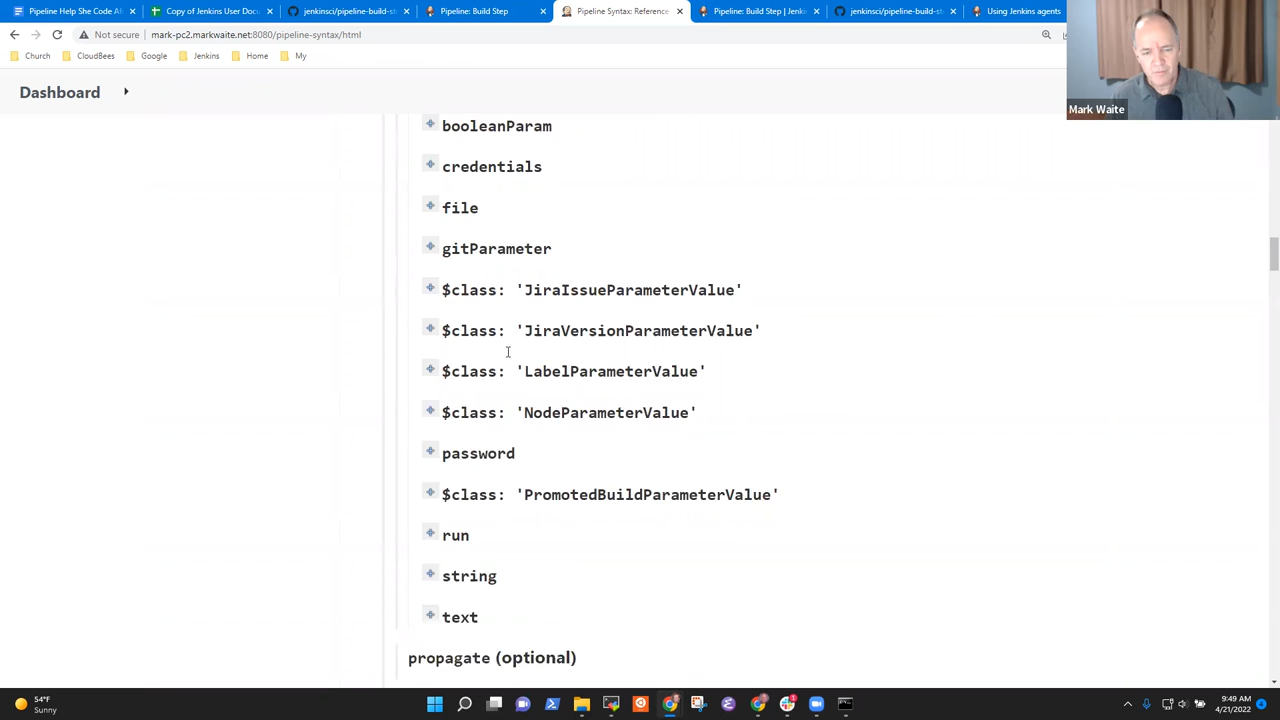 Pipeline Help She Code A
Copy of Jenkins User Docu
jenkinsci/pipeline-build-st
Pipeline: Build Step
Pipeline Syntax: Reference
Pipeline: Build Step | Jenk
jenkinsci/pipeline-build-st
Using Jenkins agents
Not secure
mark-pc2.markwaite.net:8080/pipeline-syntax/html
Church
CloudBees
Google
Jenkins
Home
My
Mark Waite
Dashboard
booleanParam
credentials
file
gitParameter
$class: 'JiraIssueParameterValue'
$class: 'JiraVersionParameterValue'
$class: 'LabelParameterValue'
$class: 'NodeParameterValue'
password
$class: 'PromotedBuildParameterValue'
run
string
text
propagate (optional)
54°F
Sunny
9:49 AM
4/21/2022